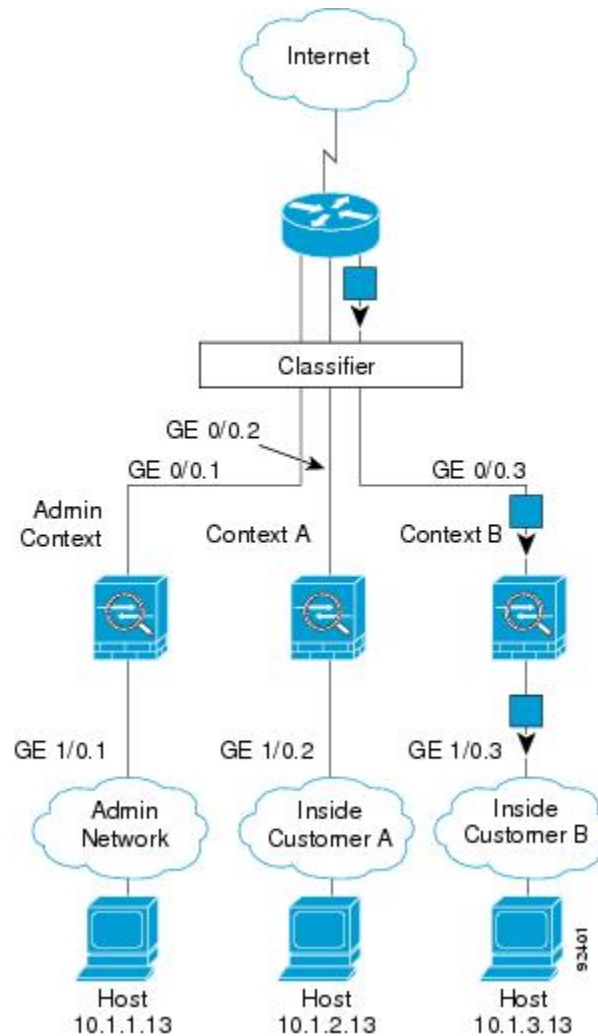 Internet
Classifier
GE 0/0.2
GE 0/0.1
GE 0/0.3
Admin
Context
Context A
Context B
GE 1/0.1
GE 1/0.2
GE 1/0.3
Admin
Network
Inside
Customer A
Inside
Customer B
92401
Host
10.1.1.13
Host
10.1.2.13
Host
10.1.3.13